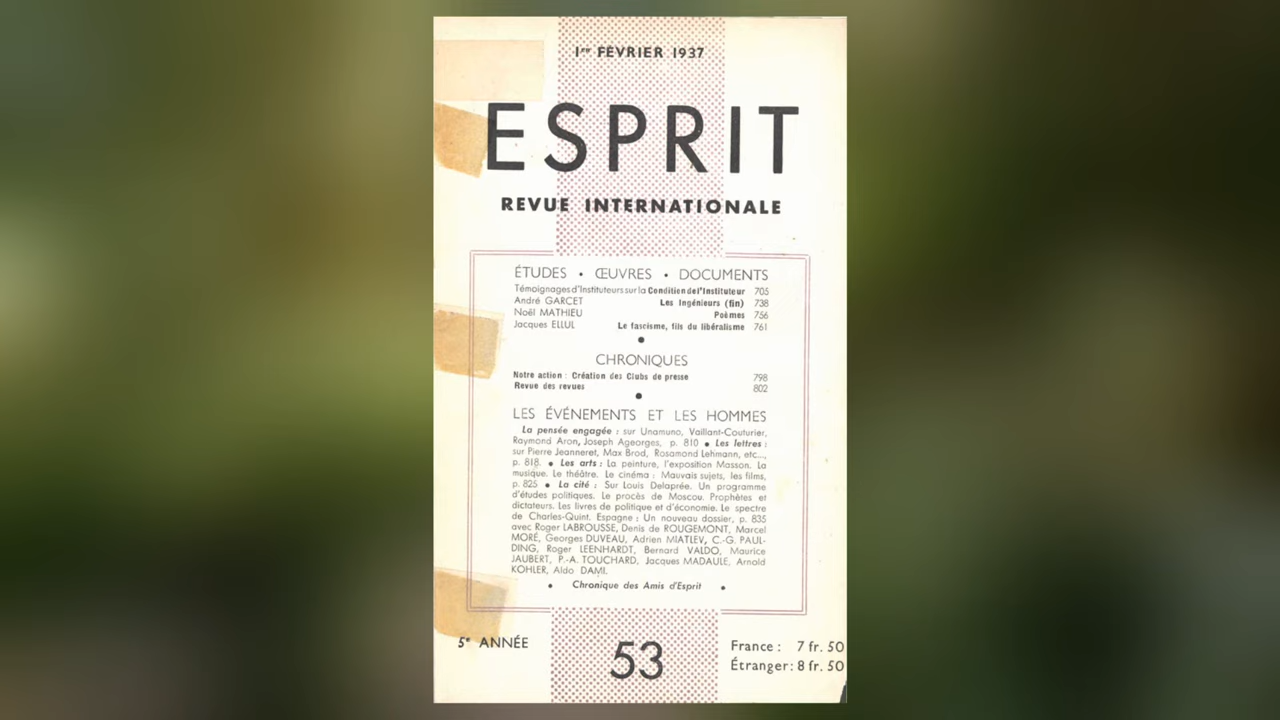 1er FÉVRIER 1937
ESPRIT
REVUE INTERNATIONALE
ÉTUDES • ŒUVRES • DOCUMENTS
Témoignages d'Instituteurs sur la Condition de l'Instituteur 705
André GARCET Les Ingénieurs (fin) 738
Noël MATHIEU Poèmes 756
Jacques ELLUL Le fascisme, fils du libéralisme 761
•
CHRONIQUES
Notre action : Création des Clubs de presse 798
Revue des revues 802
•
LES ÉVÉNEMENTS ET LES HOMMES
La pensée engagée : sur Unamuno, Vaillant-Couturier,
Raymond Aron, Joseph Ageorges, p. 810 • Les lettres :
sur Pierre Jeanneret, Max Brod, Rosamond Lehmann, etc...,
p. 818. • Les arts : La peinture, l'exposition Masson. La
musique. Le théâtre. Le cinéma : Mauvais sujets, les films,
p. 825 • La cité : Sur Louis Delaprée. Un programme
d'études politiques. Le procès de Moscou. Prophètes et
dictateurs. Les livres de politique et d'économie. Le spectre
de Charles-Quint. Espagne : Un nouveau dossier, p. 835
avec Roger LABROUSSE, Denis de ROUGEMONT, Marcel
MORÉ, Georges DUVEAU, Adrien MIATLEV, C.-G. PAUL-
DING, Roger LEENHARDT, Bernard VALDO, Maurice
JAUBERT, P.-A. TOUCHARD, Jacques MADAULE, Arnold
KOHLER, Aldo DAMI.
• Chronique des Amis d'Esprit •
5e ANNÉE
53
France : 7 fr. 50
Étranger : 8 fr. 50